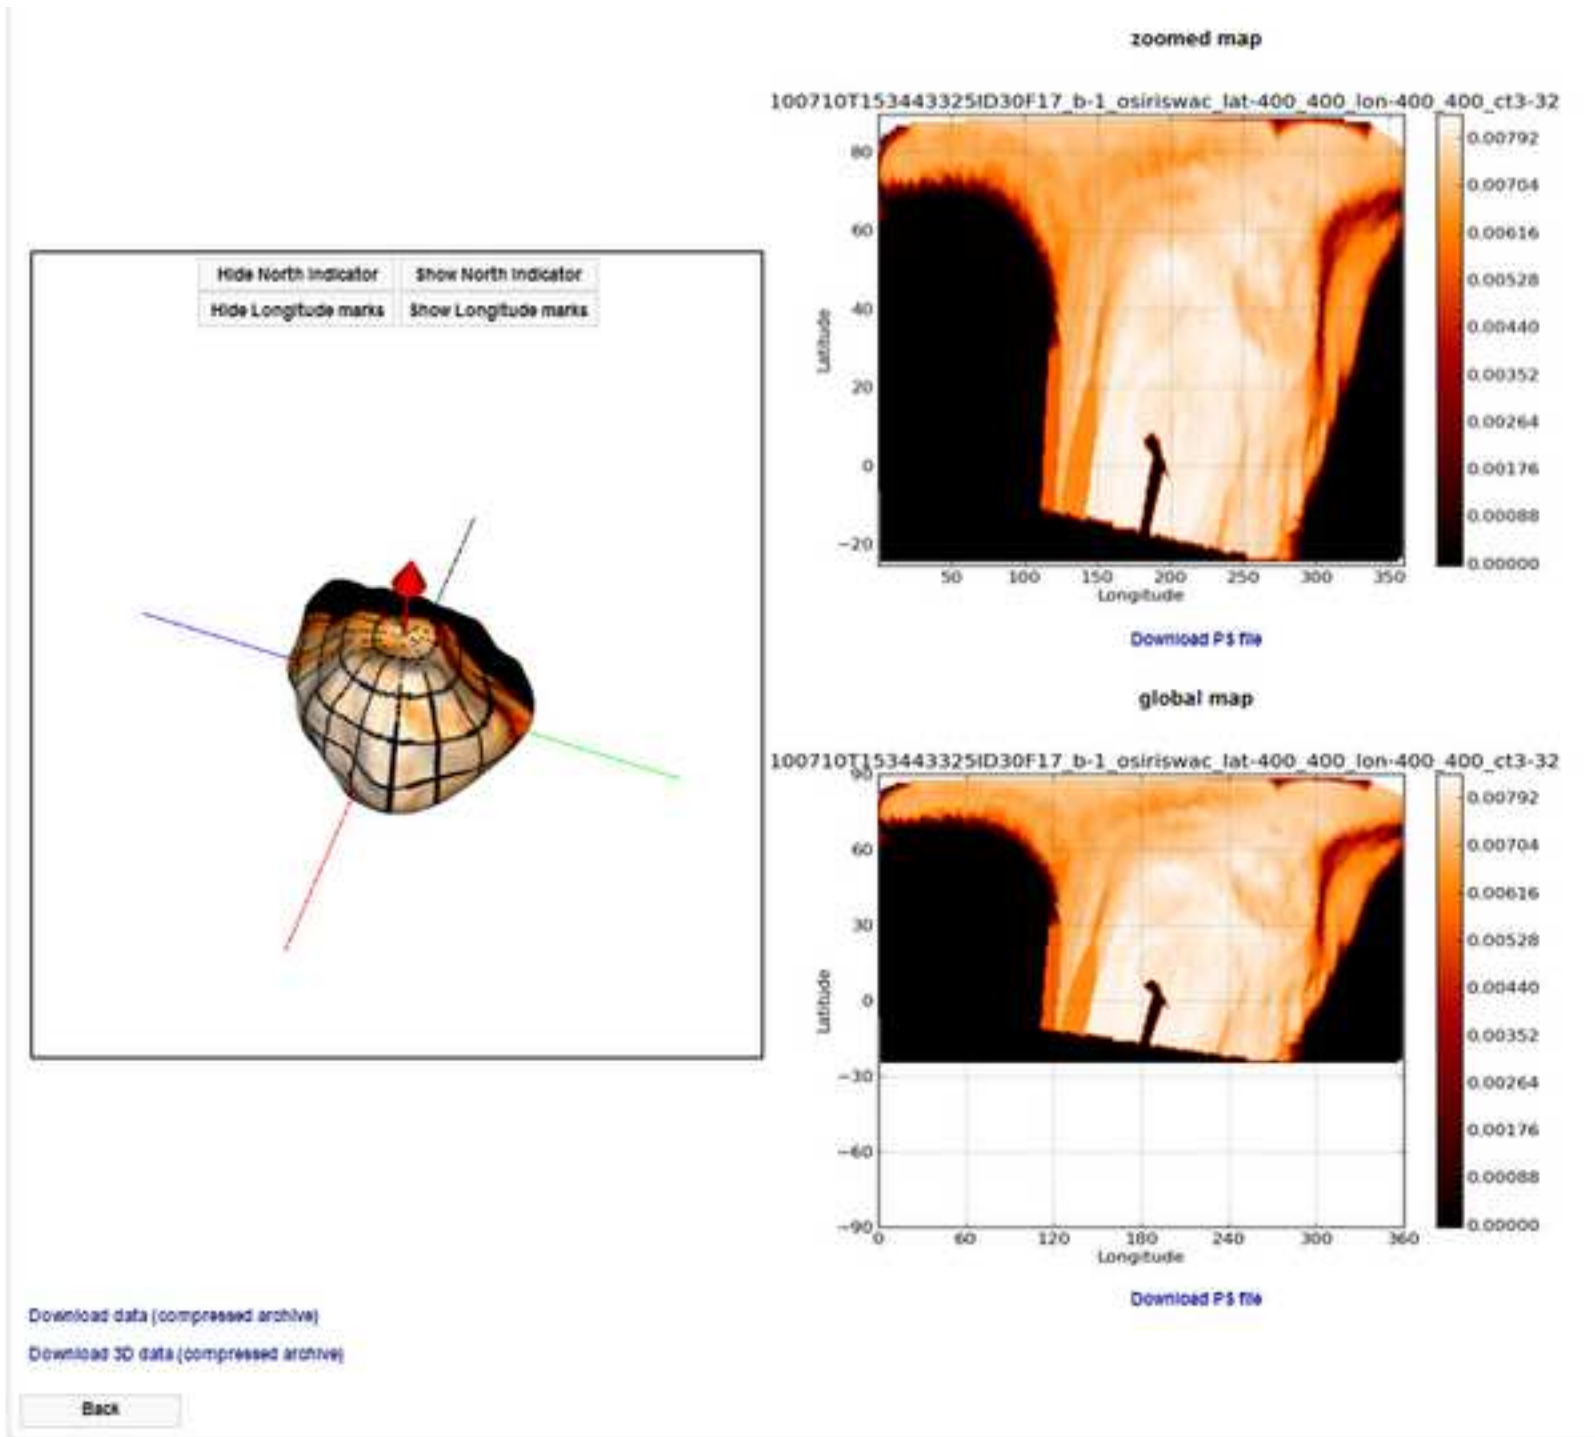 zoomed map
100710T153443325ID30F17_b-1_osiriswac_lat-400_400_lon-400_400_ct3-32
Hide North Indicator Show North Indicator
Hide Longitude marks Show Longitude marks
80
60
40
20
0
−20
Latitude
50 100 150 200 250 300 350
Longitude
0.00792
0.00704
0.00616
0.00528
0.00440
0.00352
0.00264
0.00176
0.00088
0.00000
Download PS file
global map
100710T153443325ID30F17_b-1_osiriswac_lat-400_400_lon-400_400_ct3-32
90
60
30
0
−30
−60
−90
Latitude
0 60 120 180 240 300 360
Longitude
0.00792
0.00704
0.00616
0.00528
0.00440
0.00352
0.00264
0.00176
0.00088
0.00000
Download PS file
Download data (compressed archive)
Download 3D data (compressed archive)
Back